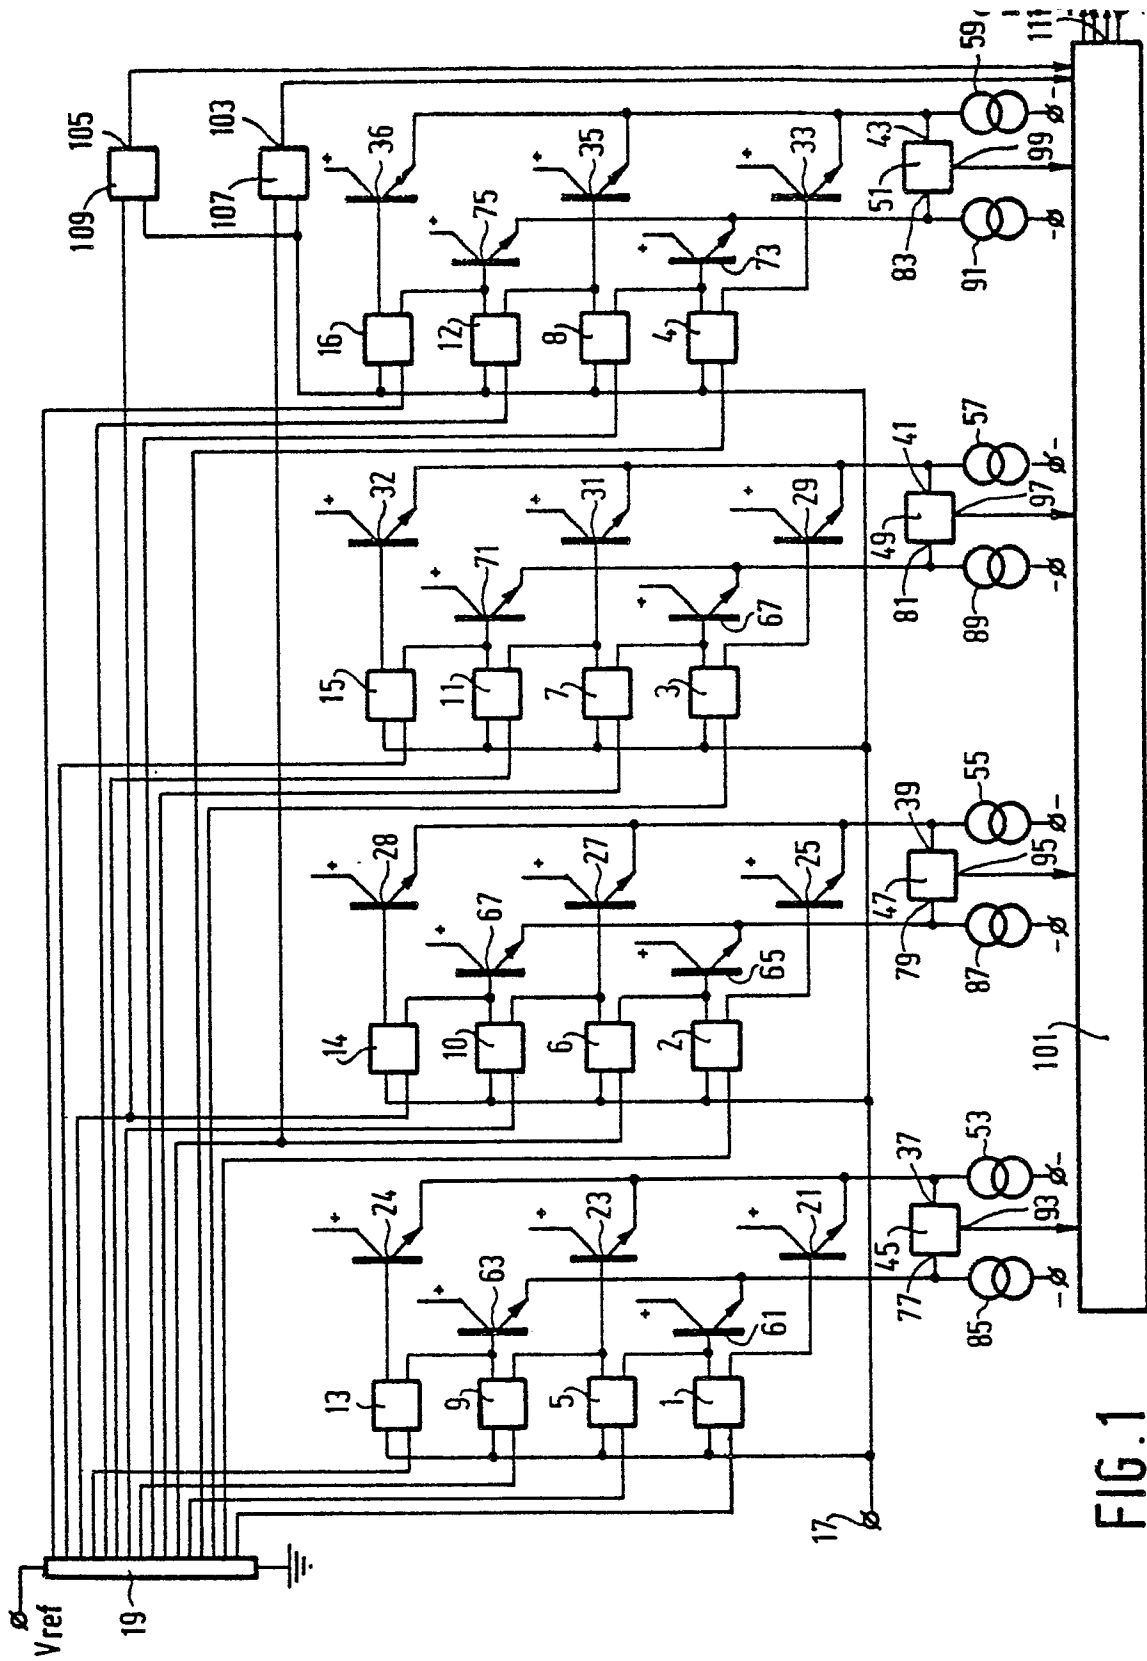 Vref
19
109 105
107 103
13 + 14 + 15 + 16 +
24 28 32 36
9 + 10 + 11 + 12 +
63 67 71 75
5 + 6 + 7 + 8 +
23 27 31 35
1 + 2 + 3 + 4 +
61 65 67 73
+ + + +
21 25 29 33
17
45 47 49 51
77 37 79 39 81 41 83 43
85 53 87 55 89 57 91 59
- - - - - - - -
93 95 97 99
101 111
FIG.1